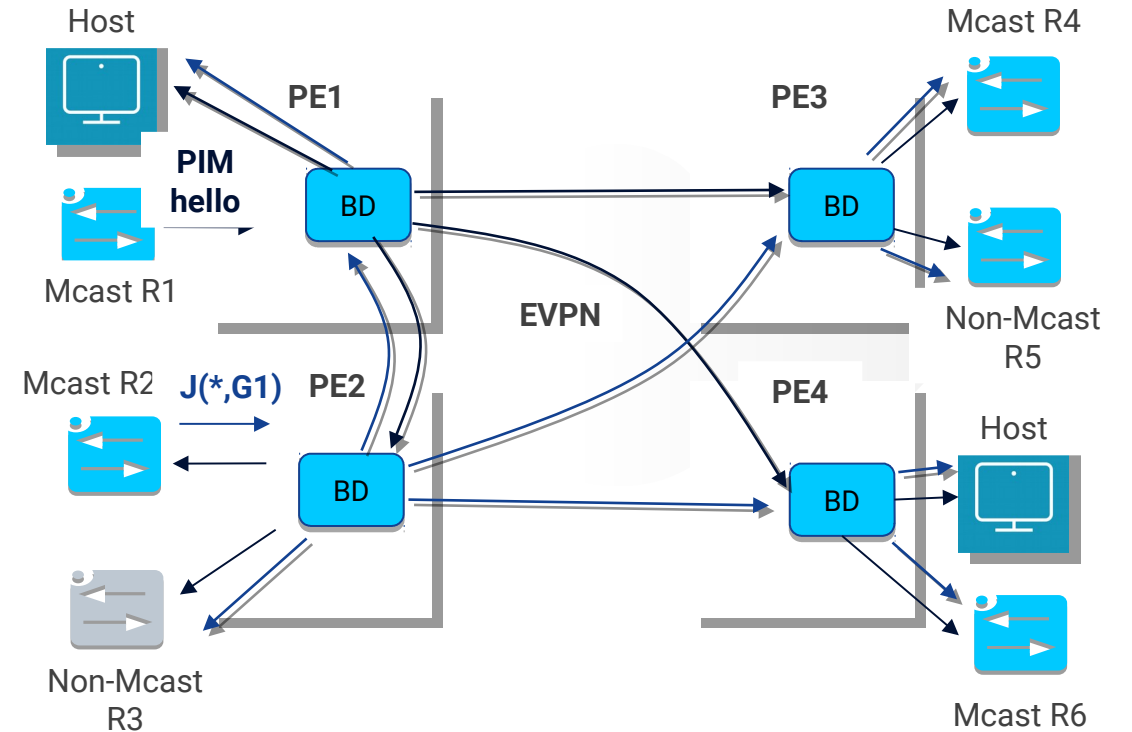 Host
Mcast R4
PE1
PE3
PIM
hello
BD
BD
Mcast R1
EVPN
Non-Mcast
R5
Mcast R2
J(*,G1)
PE2
PE4
Host
BD
BD
Non-Mcast
R3
Mcast R6